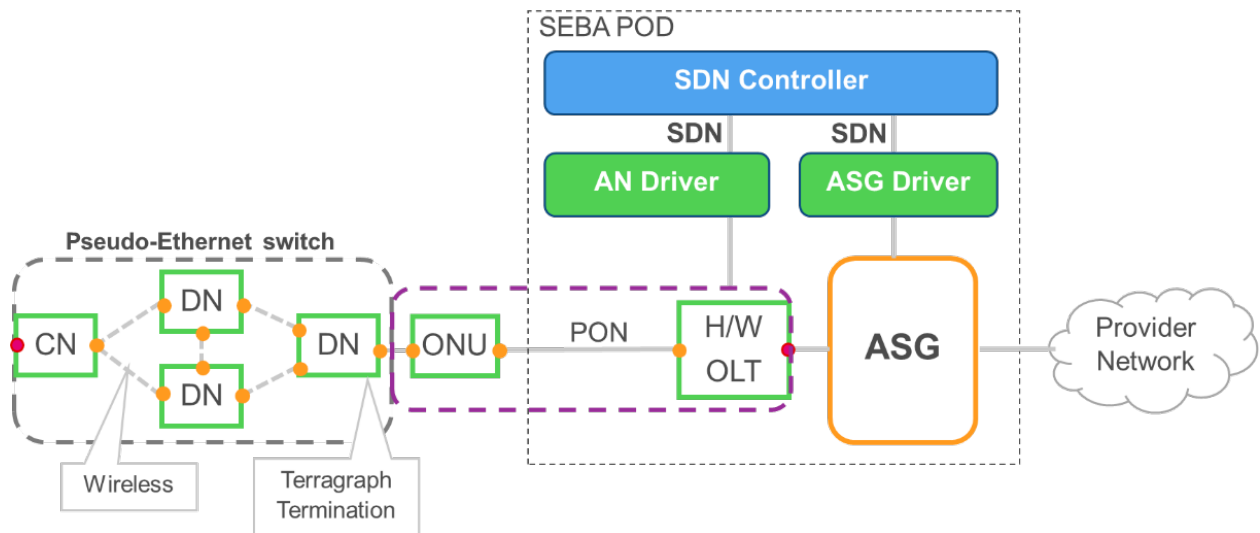 SEBA POD
SDN Controller
SDN
SDN
AN Driver
ASG Driver
Pseudo-Ethernet switch
CN
DN
DN
DN
ONU
PON
H/W
OLT
ASG
Provider
Network
Wireless
Terragraph
Termination